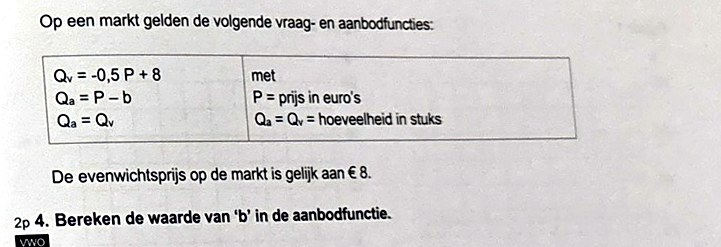 Op een markt gelden de volgende vraag- en aanbodfuncties:
Qv = -0,5 P + 8
Qa = P – b
Qa = Qv
met
P = prijs in euro's
Qa = Qv = hoeveelheid in stuks
De evenwichtsprijs op de markt is gelijk aan € 8.
2p 4. Bereken de waarde van 'b' in de aanbodfunctie.
VWO